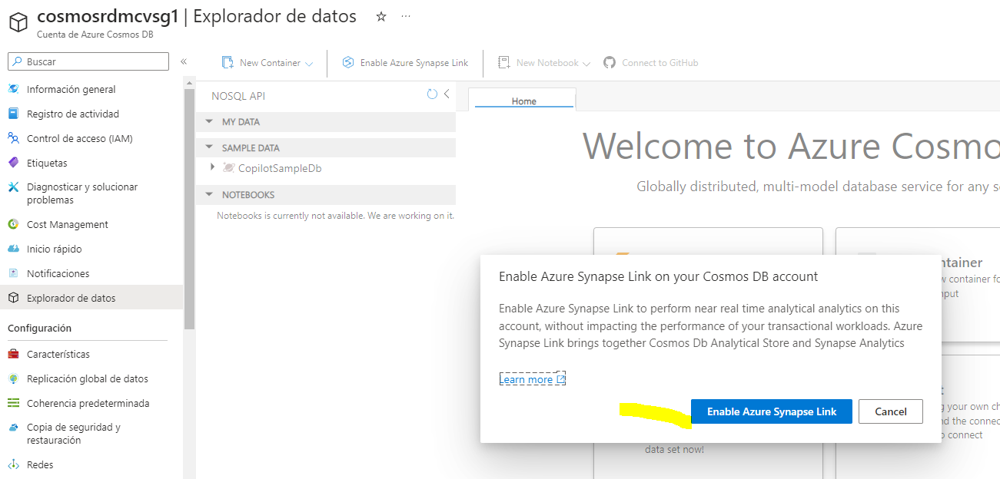 cosmosrdmcvsg1 | Explorador de datos
Cuenta de Azure Cosmos DB
Buscar
Información general
Registro de actividad
Control de acceso (IAM)
Etiquetas
Diagnosticar y solucionar
problemas
Cost Management
Inicio rápido
Notificaciones
Explorador de datos
Configuración
Características
Replicación global de datos
Coherencia predeterminada
Copia de seguridad y
restauración
Redes
New Container
Enable Azure Synapse Link
New Notebook
Connect to GitHub
NOSQL API
MY DATA
SAMPLE DATA
CopilotSampleDb
NOTEBOOKS
Notebooks is currently not available. We are working on it.
Home
Welcome to Azure Cosmo
Globally distributed, multi-model database service for any s
Enable Azure Synapse Link on your Cosmos DB account
Enable Azure Synapse Link to perform near real time analytical analytics on this
account, without impacting the performance of your transactional workloads. Azure
Synapse Link brings together Cosmos Db Analytical Store and Synapse Analytics
Learn more
Enable Azure Synapse Link
Cancel
ntainer
container fo
your own ch
d the connec
connect
data set now!